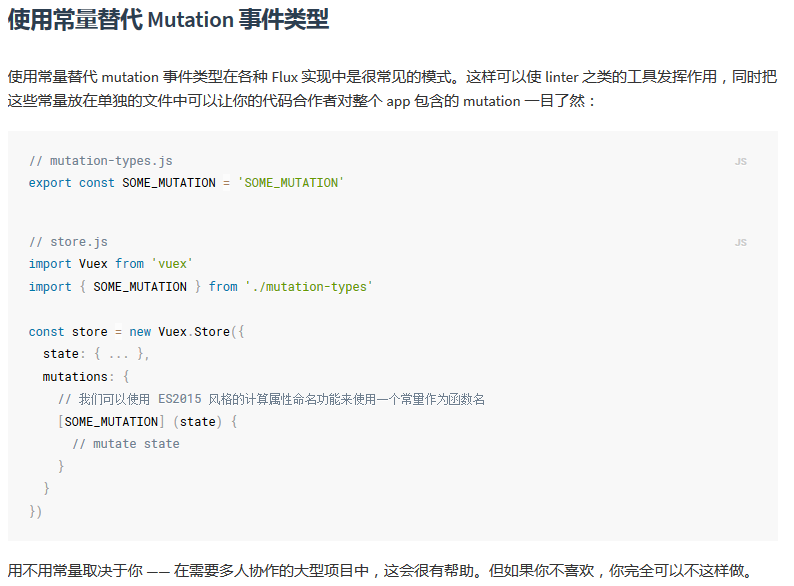 使用常量替代 Mutation 事件类型
使用常量替代 mutation 事件类型在各种 Flux 实现中是很常见的模式。这样可以使 linter 之类的工具发挥作用，同时把
这些常量放在单独的文件中可以让你的代码合作者对整个 app 包含的 mutation 一目了然：
// mutation-types.js JS
export const SOME_MUTATION = 'SOME_MUTATION'
// store.js JS
import Vuex from 'vuex'
import { SOME_MUTATION } from './mutation-types'
const store = new Vuex.Store({
  state: { ... },
  mutations: {
    // 我们可以使用 ES2015 风格的计算属性命名功能来使用一个常量作为函数名
    [SOME_MUTATION] (state) {
      // mutate state
    }
  }
})
用不用常量取决于你 —— 在需要多人协作的大型项目中，这会很有帮助。但如果你不喜欢，你完全可以不这样做。